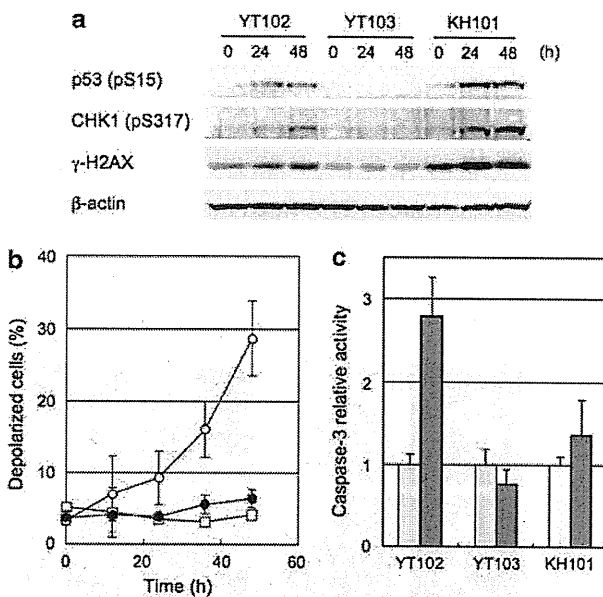 a
YT102 YT103 KH101
0 24 48 0 24 48 0 24 48 (h)
p53 (pS15)
CHK1 (pS317)
γ-H2AX
β-actin
b
Depolarized cells (%)
40
30
20
10
0
0 20 40 60
Time (h)
c
Caspase-3 relative activity
3
2
1
0
YT102 YT103 KH101